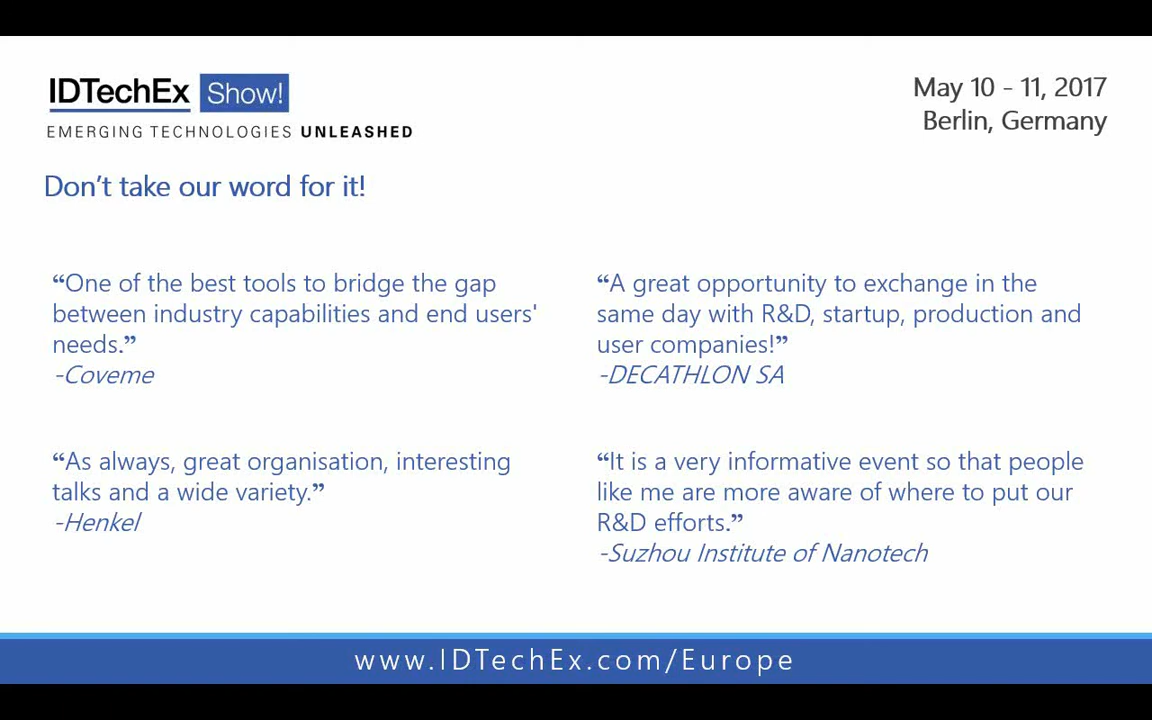 IDTechEx Show!
EMERGING TECHNOLOGIES UNLEASHED
May 10 - 11, 2017
Berlin, Germany
Don’t take our word for it!
“One of the best tools to bridge the gap
between industry capabilities and end users'
needs.”
-Coveme
“A great opportunity to exchange in the
same day with R&D, startup, production and
user companies!”
-DECATHLON SA
“As always, great organisation, interesting
talks and a wide variety.”
-Henkel
“It is a very informative event so that people
like me are more aware of where to put our
R&D efforts.”
-Suzhou Institute of Nanotech
www.IDTechEx.com/Europe